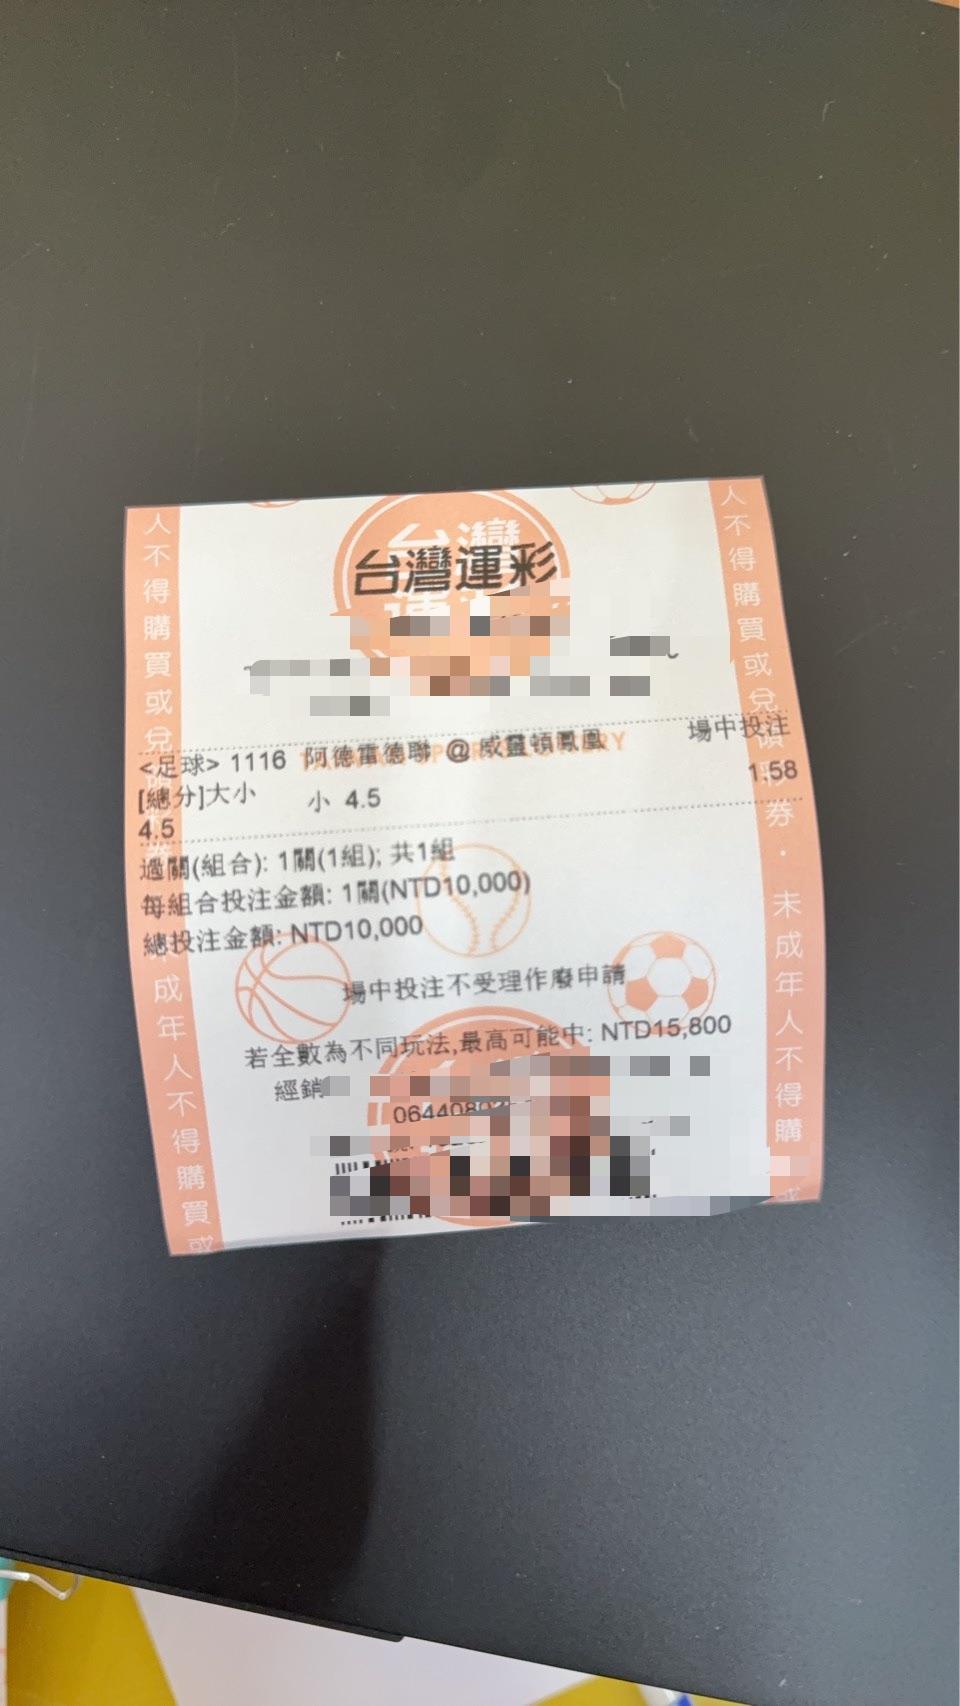 台灣
台灣運彩
<足球> 1116 阿德雷德聯 @ 威靈頓鳳凰 場中投注
[總分]大小 小 4.5 1.58
4.5
過關(組合): 1關(1組); 共1組
每組合投注金額: 1關(NTD10,000)
總投注金額: NTD10,000
場中投注不受理作廢申請
若全數為不同玩法,最高可能中: NTD15,800
經銷
0644080
人不得購買或兌
成年人不得購買或
人不得購買或兌領彩券・未成年人不得購